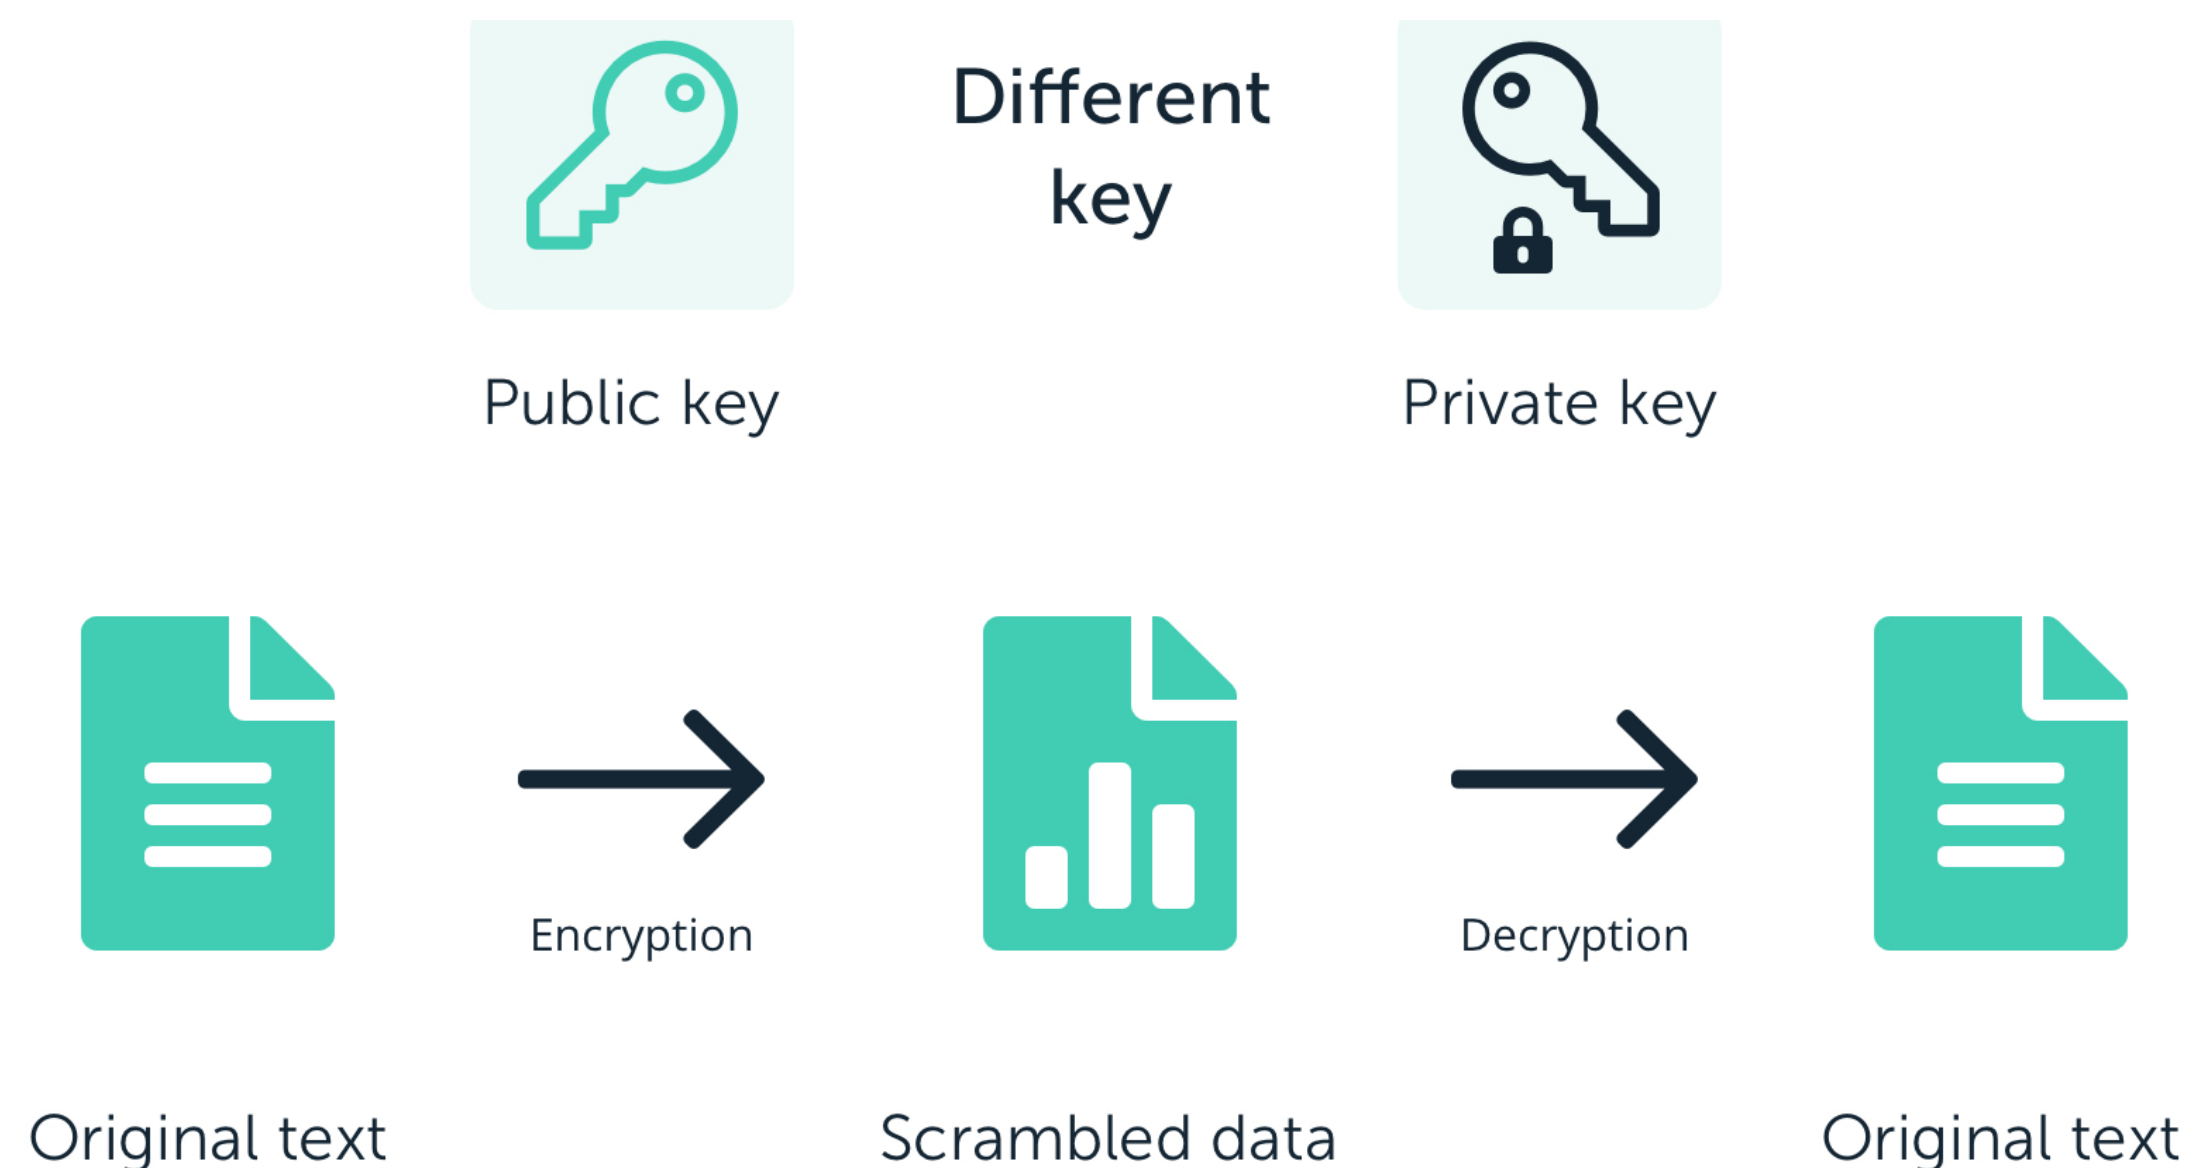 Different
key
Public key
Private key
Encryption
Decryption
Original text
Scrambled data
Original text